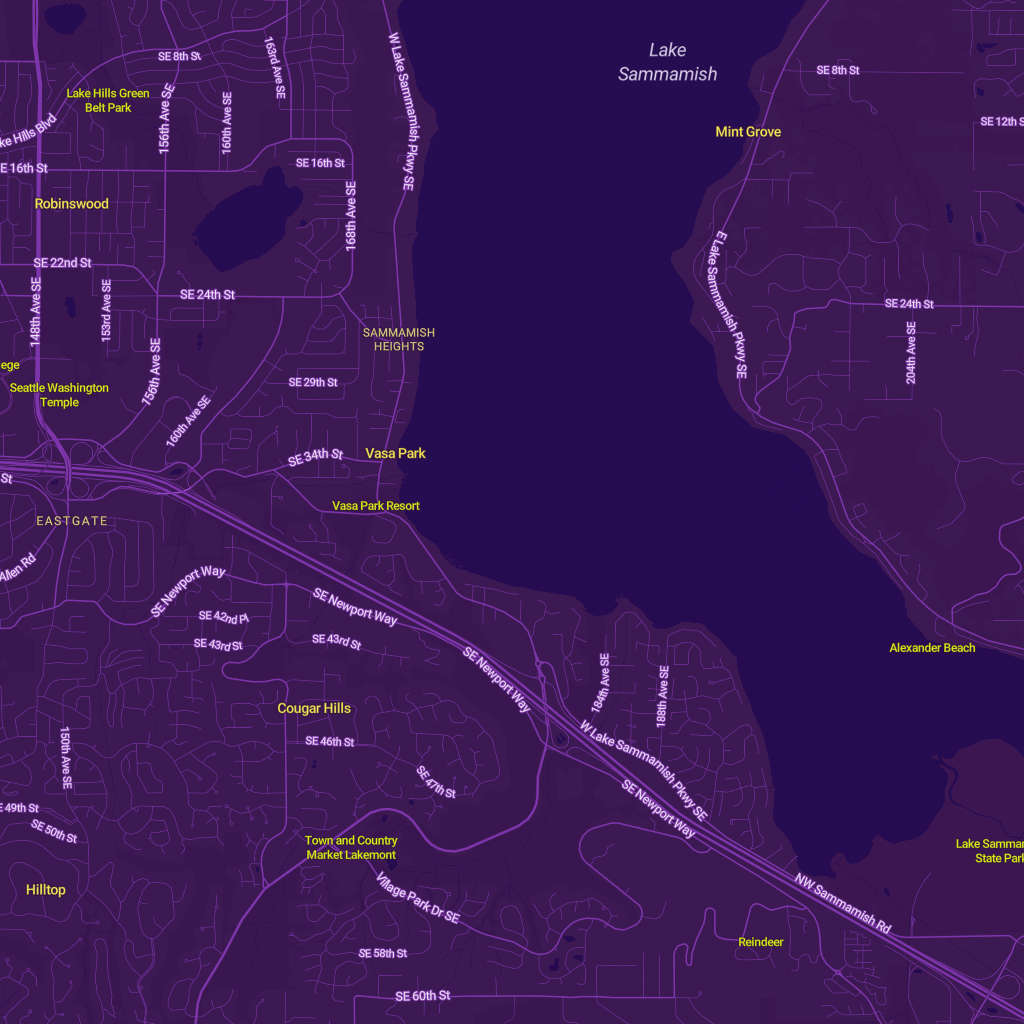 Lake
Sammamish
W Lake Sammamish Pkwy SE
163rd Ave SE
SE 8th St
SE 8th St
Lake Hills Green
Belt Park
156th Ave SE
160th Ave SE
SE 12th S
Mint Grove
ke Hills Blvd
SE 16th St
E 16th St
168th Ave SE
Robinswood
SE 22nd St
E Lake Sammamish Pkwy SE
148th Ave SE
153rd Ave SE
SE 24th St
SE 24th St
SAMMAMISH
HEIGHTS
204th Ave SE
ege
156th Ave SE
SE 29th St
Seattle Washington
Temple
160th Ave SE
SE 34th St
Vasa Park
St
Vasa Park Resort
EASTGATE
Allen Rd
SE Newport Way
SE Newport Way
SE 42nd Pl
SE 43rd St
SE 43rd St
Alexander Beach
SE Newport Way
184th Ave SE
188th Ave SE
Cougar Hills
150th Ave SE
SE 46th St
W Lake Sammamish Pkwy SE
SE 47th St
SE Newport Way
E 49th St
SE 50th St
Town and Country
Market Lakemont
Lake Sammam
State Park
Hilltop
Village Park Dr SE
NW Sammamish Rd
Reindeer
SE 58th St
SE 60th St